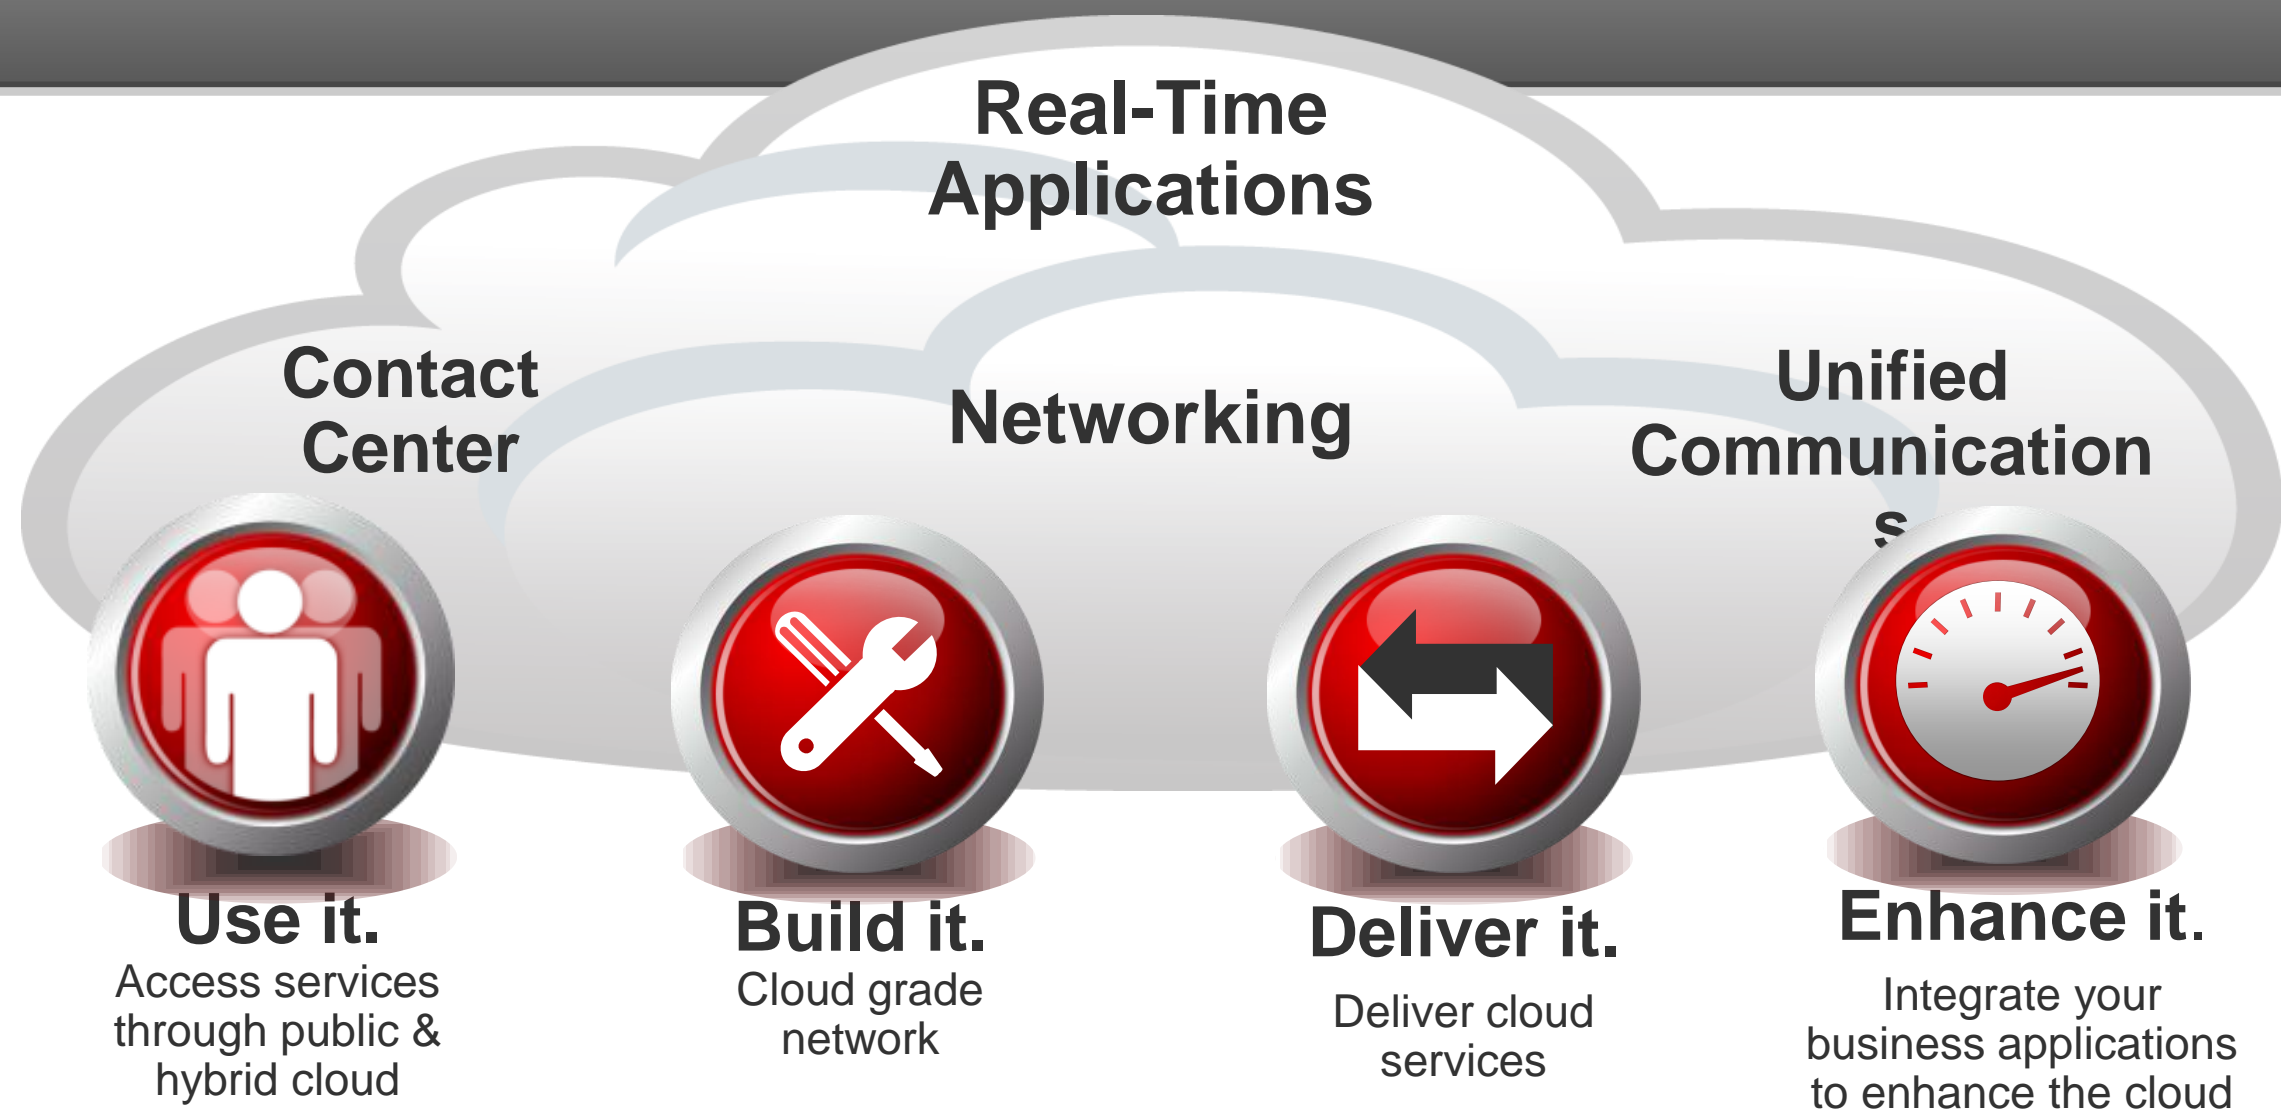 Real-Time
Applications
Contact
Center
Networking
Unified
Communication
s
Use it.
Access services
through public &
hybrid cloud
Build it.
Cloud grade
network
Deliver it.
Deliver cloud
services
Enhance it.
Integrate your
business applications
to enhance the cloud